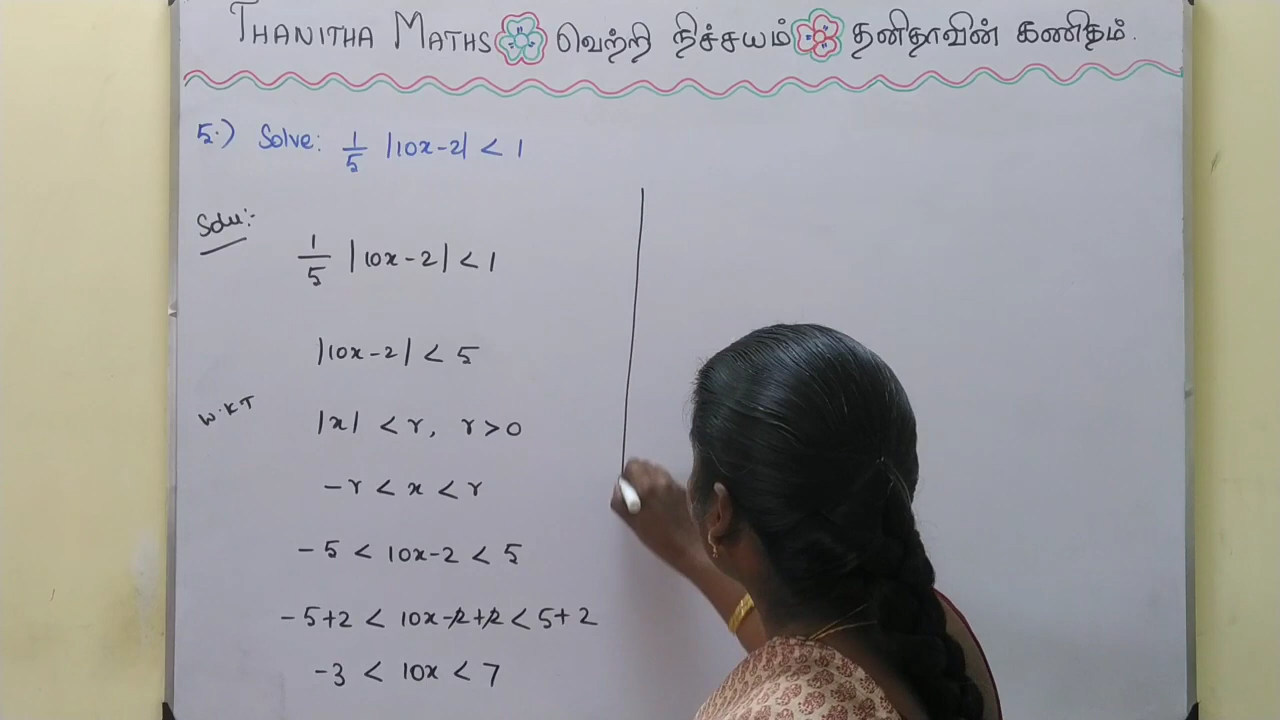 THANITHA MATHS வெற்றி நிச்சயம் தனிதாவின் கணிதம்.
5.) Solve: 1/5 |10x-2| < 1
Solu:-
1/5 |10x-2| < 1
|10x-2| < 5
W.K.T |x| < r, r>0
-r < x < r
-5 < 10x-2 < 5
-5+2 < 10x-2+2 < 5+2
-3 < 10x < 7